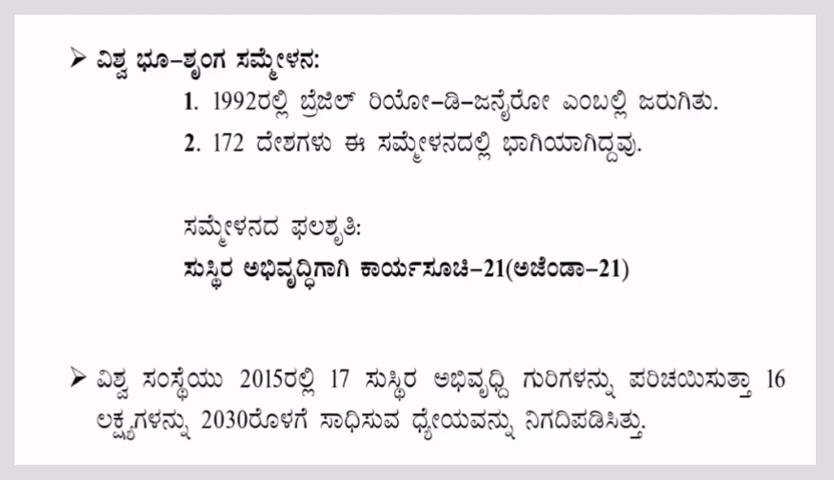 ➢ ವಿಶ್ವ ಭೂ–ಶೃಂಗ ಸಮ್ಮೇಳನ:
1. 1992ರಲ್ಲಿ ಬ್ರೆಜಿಲ್ ರಿಯೋ–ಡಿ–ಜನೈರೋ ಎಂಬಲ್ಲಿ ಜರುಗಿತು.
2. 172 ದೇಶಗಳು ಈ ಸಮ್ಮೇಳನದಲ್ಲಿ ಭಾಗಿಯಾಗಿದ್ದವು.
ಸಮ್ಮೇಳನದ ಫಲಶೃತಿ:
ಸುಸ್ಥಿರ ಅಭಿವೃದ್ಧಿಗಾಗಿ ಕಾರ್ಯಸೂಚಿ–21(ಅಜೆಂಡಾ–21)
➢ ವಿಶ್ವ ಸಂಸ್ಥೆಯು 2015ರಲ್ಲಿ 17 ಸುಸ್ಥಿರ ಅಭಿವೃಧ್ದಿ ಗುರಿಗಳನ್ನು ಪರಿಚಯಿಸುತ್ತಾ 16
ಲಕ್ಷ್ಯಗಳನ್ನು 2030ರೊಳಗೆ ಸಾಧಿಸುವ ಧ್ಯೇಯವನ್ನು ನಿಗದಿಪಡಿಸಿತ್ತು.